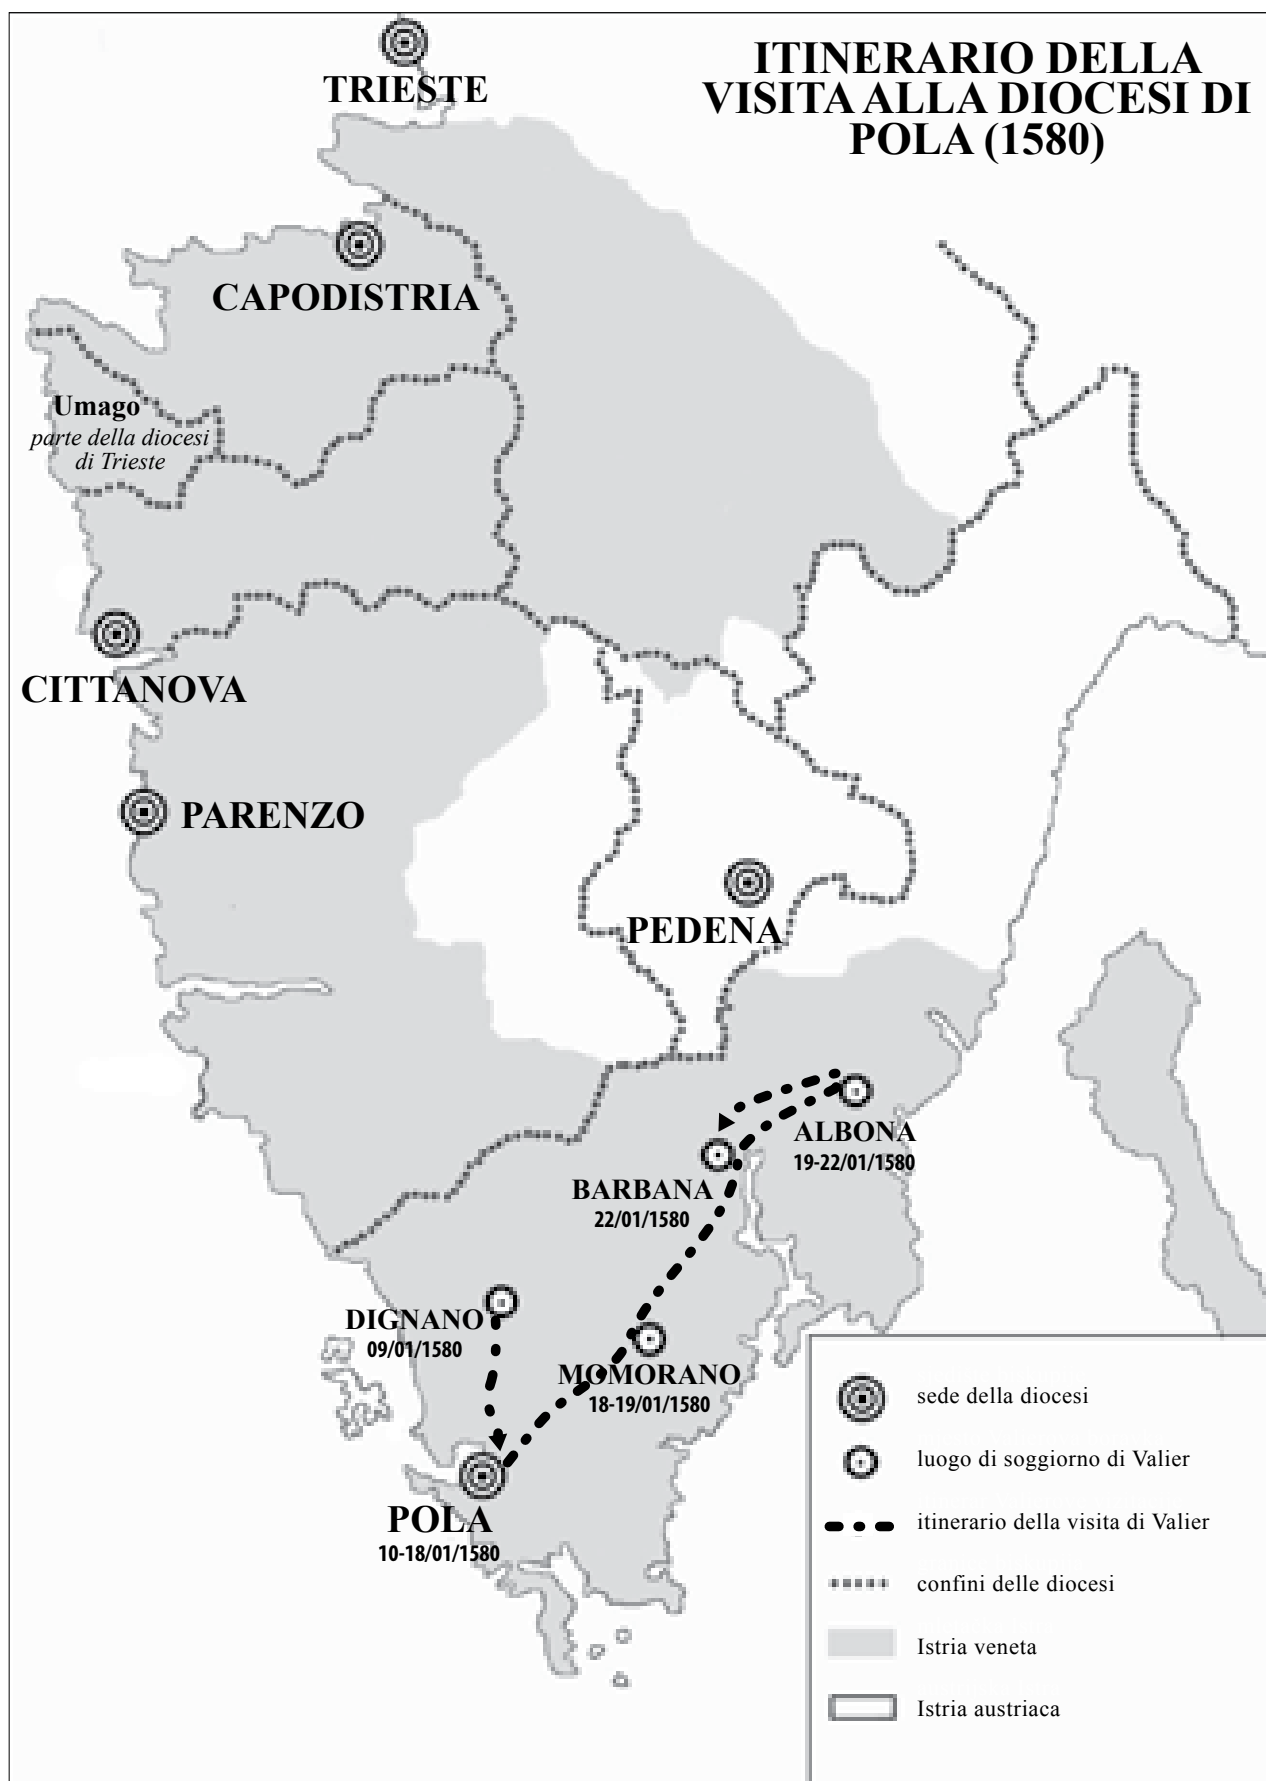 ITINERARIO DELLA
VISITA ALLA DIOCESI DI
POLA (1580)
TRIESTE
CAPODISTRIA
Umago
parte della diocesi
di Trieste
CITTANOVA
PARENZO
PEDENA
ALBONA
19-22/01/1580
BARBANA
22/01/1580
DIGNANO
09/01/1580
MOMORANO
18-19/01/1580
POLA
10-18/01/1580
sede della diocesi
luogo di soggiorno di Valier
itinerario della visita di Valier
confini delle diocesi
Istria veneta
Istria austriaca